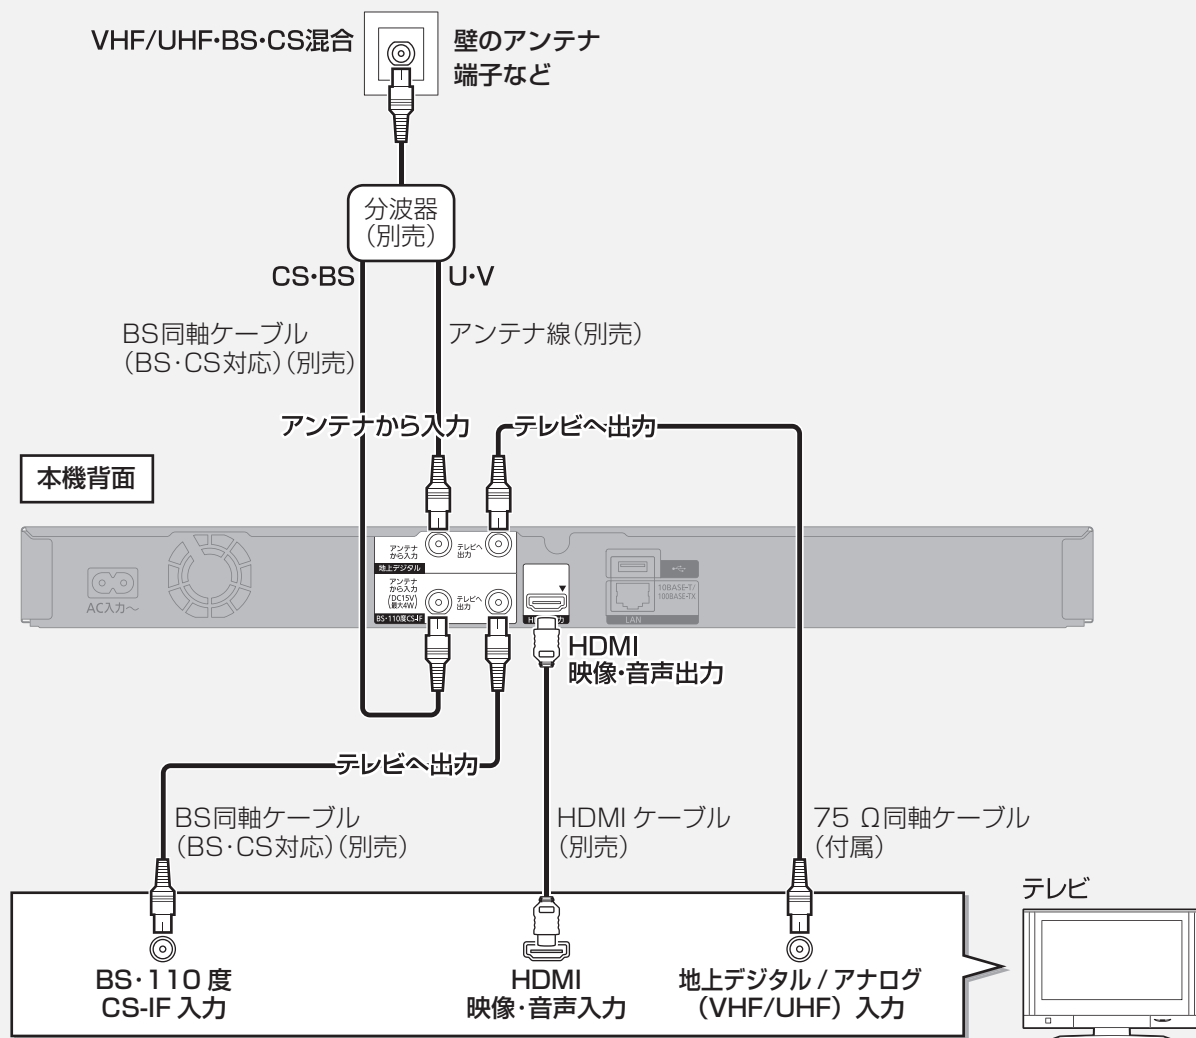 VHF/UHF・BS・CS混合
壁のアンテナ
端子など
分波器
(別売)
CS・BS
U・V
BS同軸ケーブル
(BS・CS対応)(別売)
アンテナ線(別売)
アンテナから入力
テレビへ出力
本機背面
AC入力～
アンテナ
から入力
テレビへ
出力
地上デジタル
アンテナ
から入力
(DC15V
最大4W)
テレビへ
出力
BS・110度CS-IF
10BASE-T/
100BASE-TX
LAN
HDMI
映像・音声出力
テレビへ出力
BS同軸ケーブル
(BS・CS対応)(別売)
HDMI ケーブル
(別売)
75 Ω同軸ケーブル
(付属)
テレビ
BS・110 度
CS-IF 入力
HDMI
映像・音声入力
地上デジタル / アナログ
(VHF/UHF) 入力